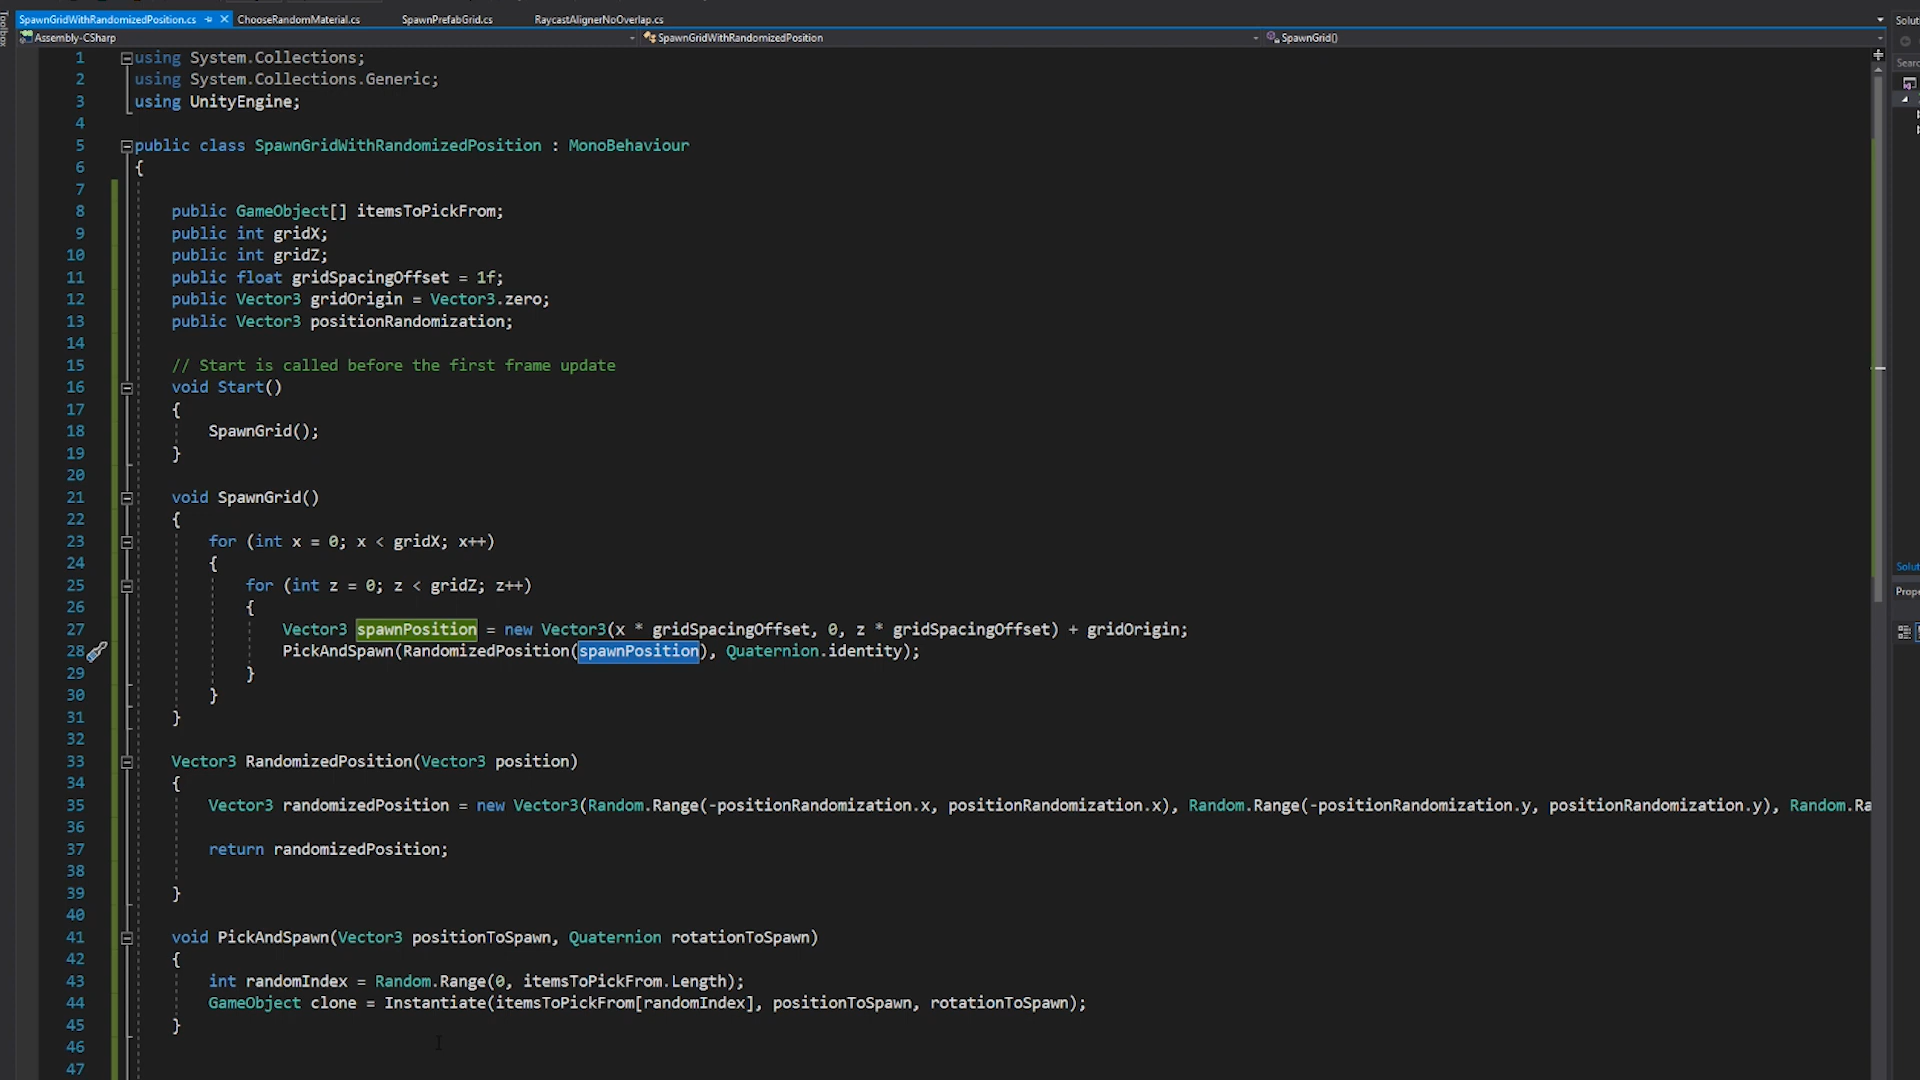 SpawnGridWithRandomizedPosition.cs
ChooseRandomMaterial.cs
SpawnPrefabGrid.cs
RaycastAlignerNoOverlap.cs
Solut
Toolbox
Assembly-CSharp
SpawnGridWithRandomizedPosition
SpawnGrid()
Searc
1 using System.Collections;
2 using System.Collections.Generic;
3 using UnityEngine;
4
5 public class SpawnGridWithRandomizedPosition : MonoBehaviour
6 {
7
8 public GameObject[] itemsToPickFrom;
9 public int gridX;
10 public int gridZ;
11 public float gridSpacingOffset = 1f;
12 public Vector3 gridOrigin = Vector3.zero;
13 public Vector3 positionRandomization;
14
15 // Start is called before the first frame update
16 void Start()
17 {
18 SpawnGrid();
19 }
20
21 void SpawnGrid()
22 {
23 for (int x = 0; x < gridX; x++)
24 {
25 for (int z = 0; z < gridZ; z++)
26 {
27 Vector3 spawnPosition = new Vector3(x * gridSpacingOffset, 0, z * gridSpacingOffset) + gridOrigin;
28 PickAndSpawn(RandomizedPosition(spawnPosition), Quaternion.identity);
29 }
30 }
31 }
32
33 Vector3 RandomizedPosition(Vector3 position)
34 {
35 Vector3 randomizedPosition = new Vector3(Random.Range(-positionRandomization.x, positionRandomization.x), Random.Range(-positionRandomization.y, positionRandomization.y), Random.Ra
36
37 return randomizedPosition;
38
39 }
40
41 void PickAndSpawn(Vector3 positionToSpawn, Quaternion rotationToSpawn)
42 {
43 int randomIndex = Random.Range(0, itemsToPickFrom.Length);
44 GameObject clone = Instantiate(itemsToPickFrom[randomIndex], positionToSpawn, rotationToSpawn);
45 }
46
47
Solut
Prope